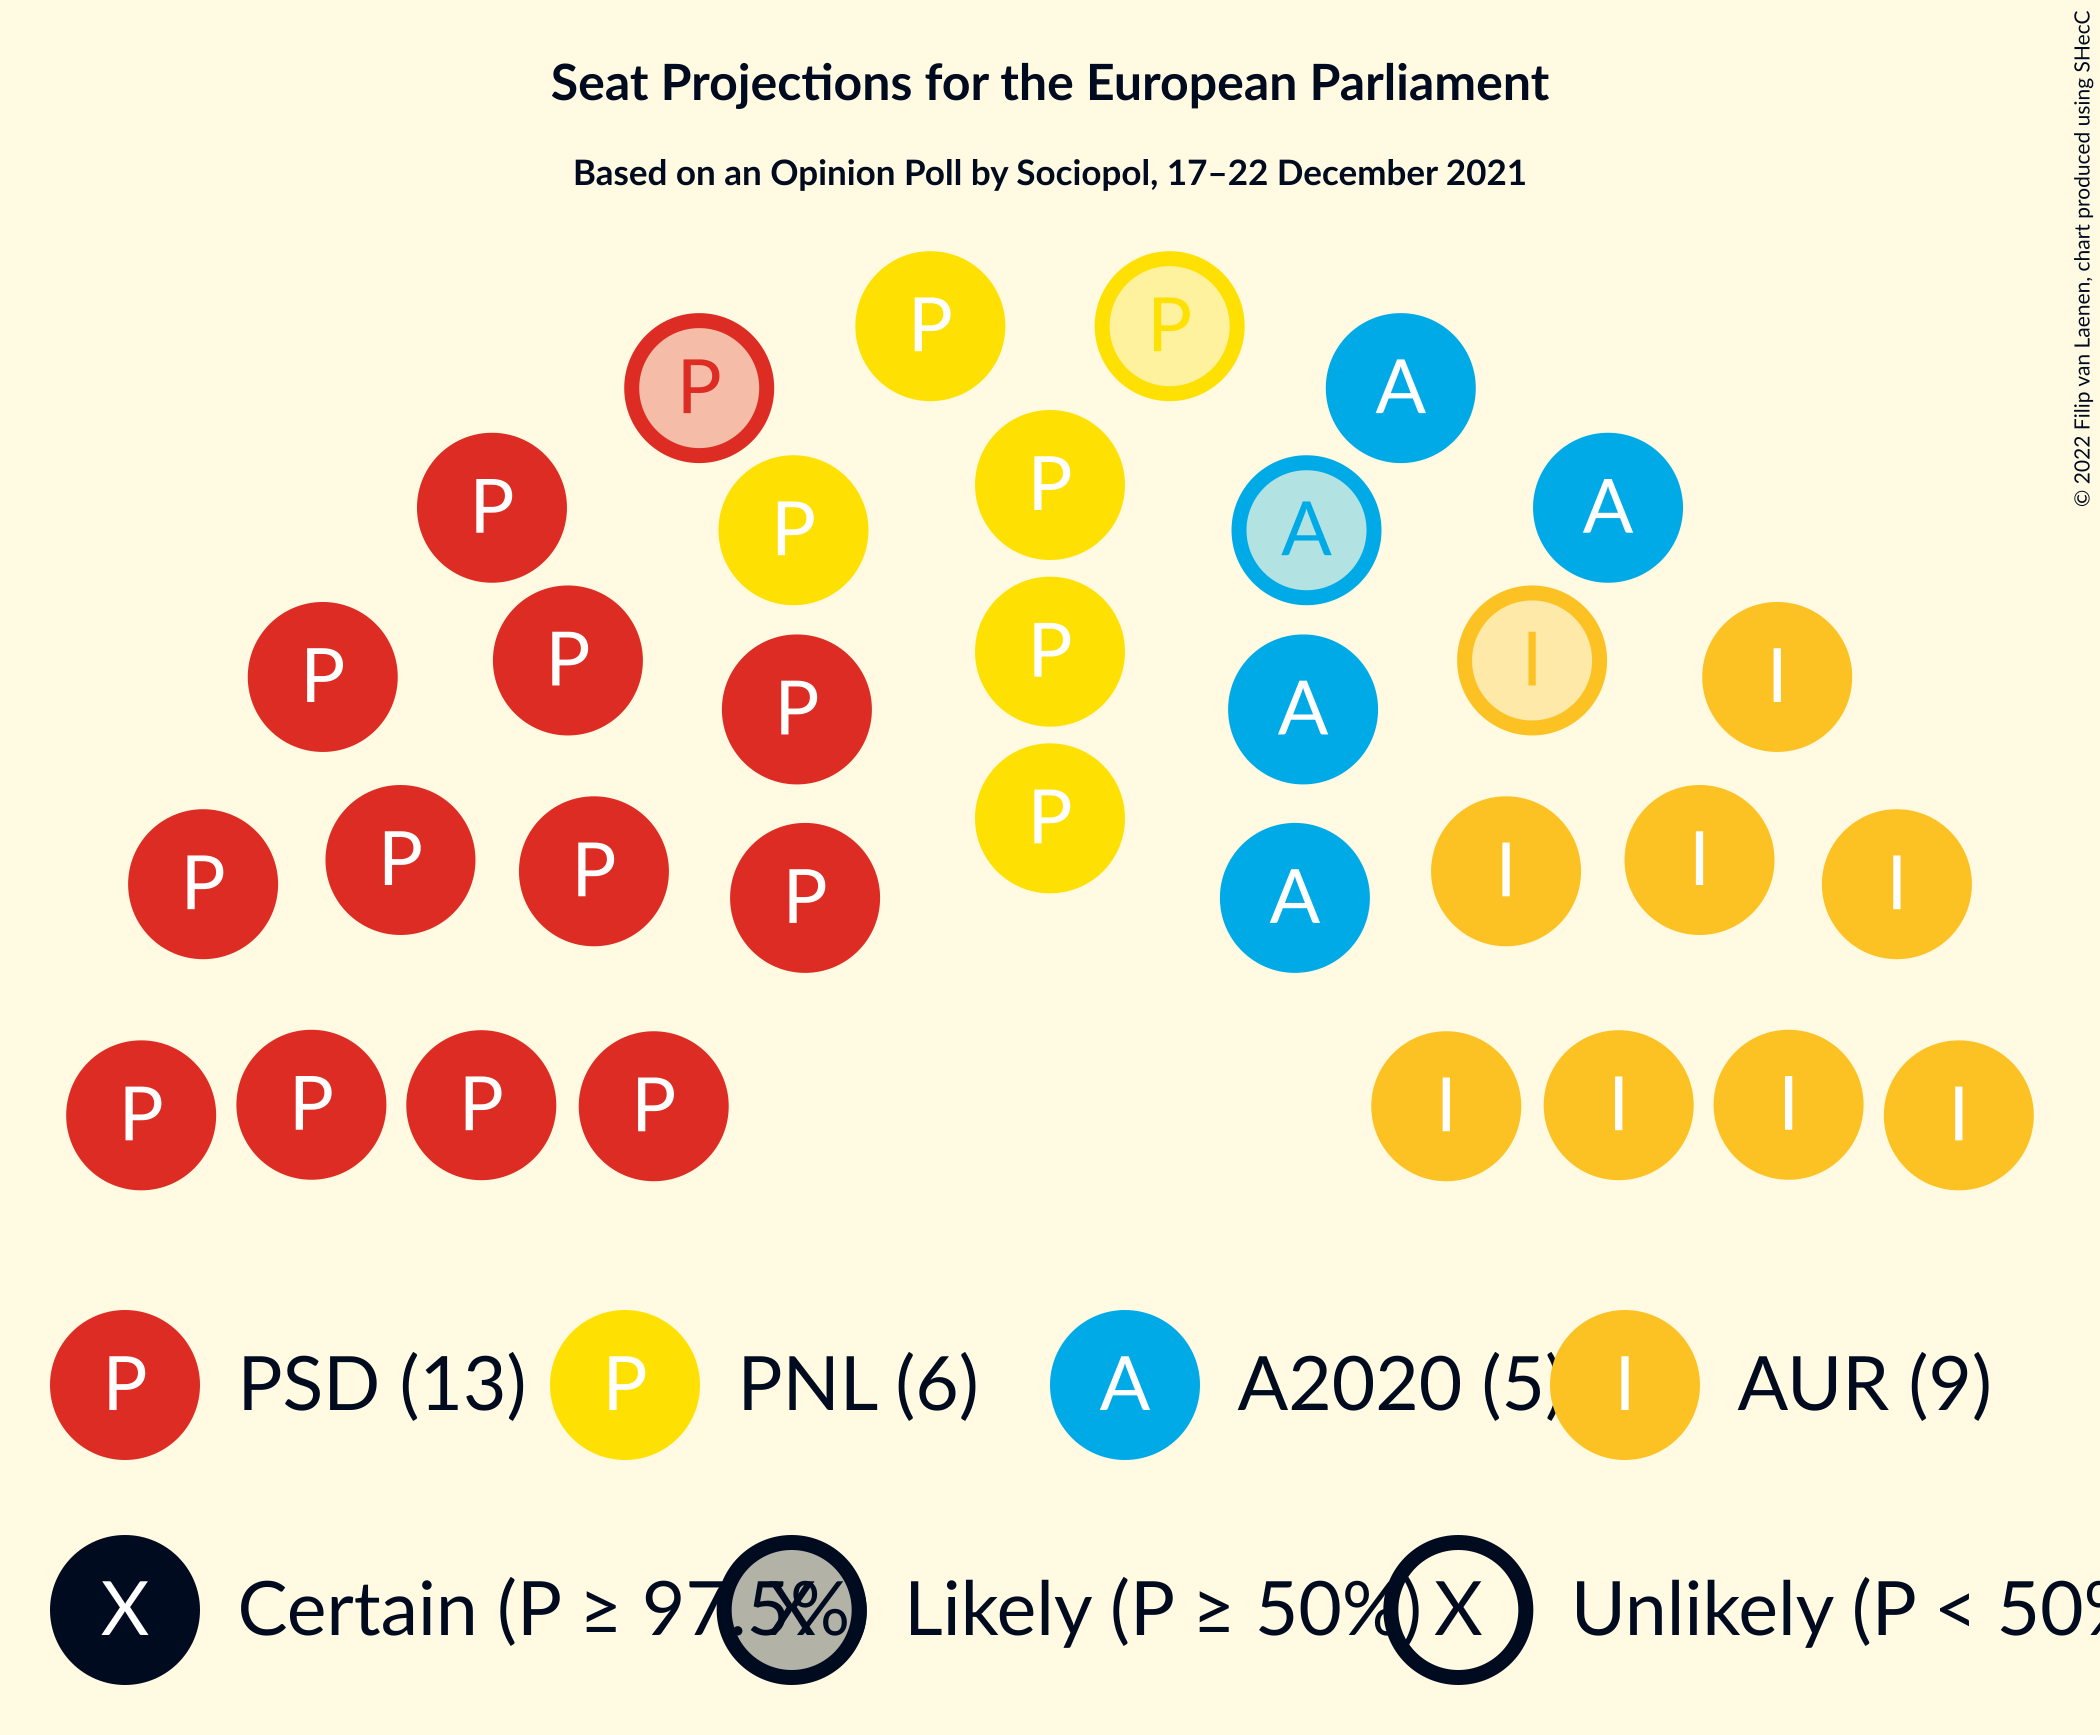 Seat Projections for the European Parliament
Based on an Opinion Poll by Sociopol, 17–22 December 2021
© 2022 Filip van Laenen, chart produced using SHecC
P P
P A
P A
P P A
P I
P I
P P A
P
P I I
P I
P P A
P I
P P P P I I I I
P PSD (13) P PNL (6) A A2020 (5) I AUR (9)
X Certain (P ≥ 97.5% X Likely (P ≥ 50%) X Unlikely (P < 50%